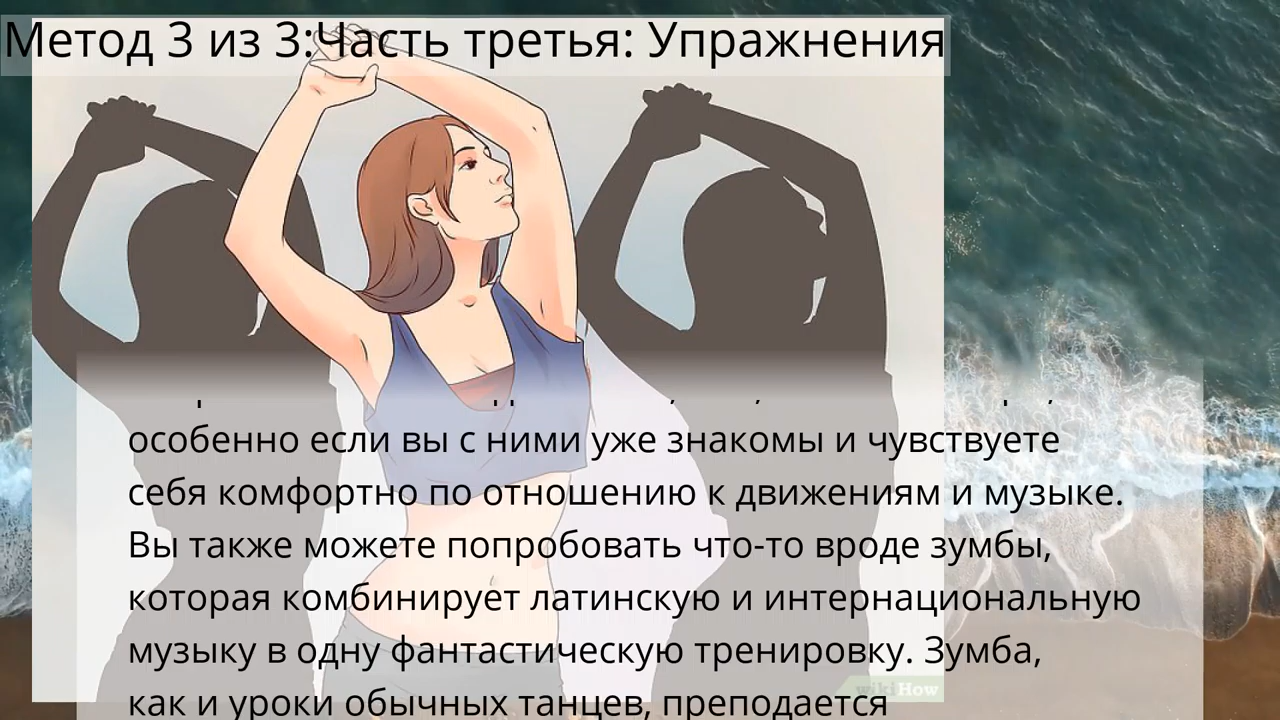 Метод 3 из 3:Часть третья: Упражнения
особенно если вы с ними уже знакомы и чувствуете
себя комфортно по отношению к движениям и музыке.
Вы также можете попробовать что-то вроде зумбы,
которая комбинирует латинскую и интернациональную
музыку в одну фантастическую тренировку. Зумба,
как и уроки обычных танцев, преподается
wikiHow